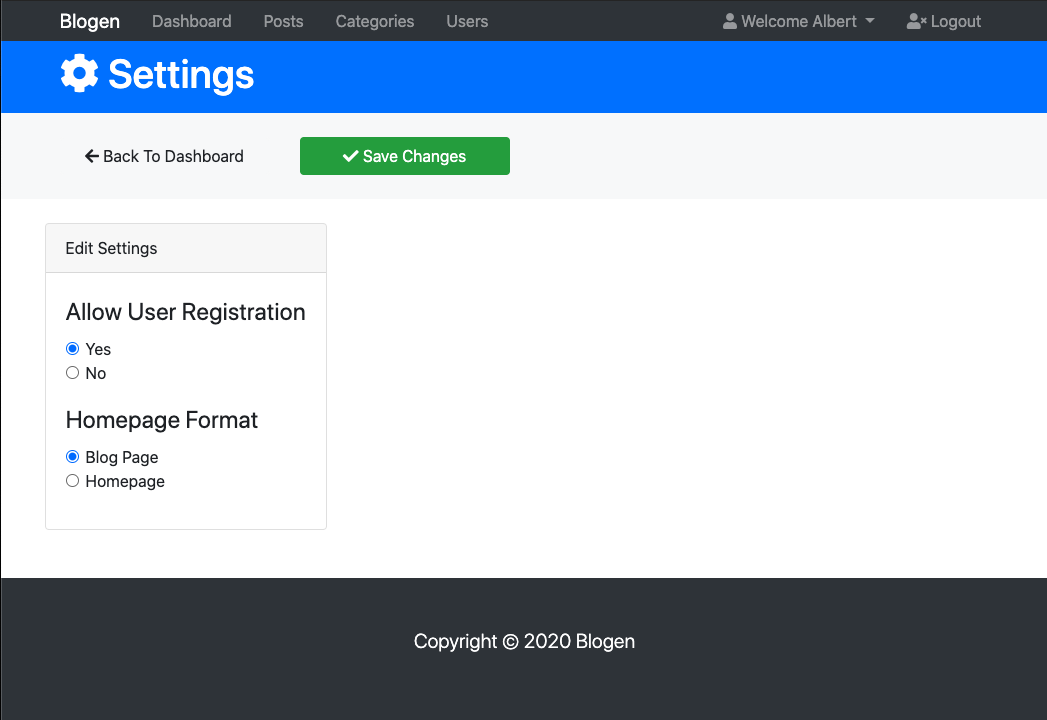 Blogen Dashboard Posts Categories Users Welcome Albert Logout
Settings
Back To Dashboard Save Changes
Edit Settings
Allow User Registration
Yes
No
Homepage Format
Blog Page
Homepage
Copyright © 2020 Blogen